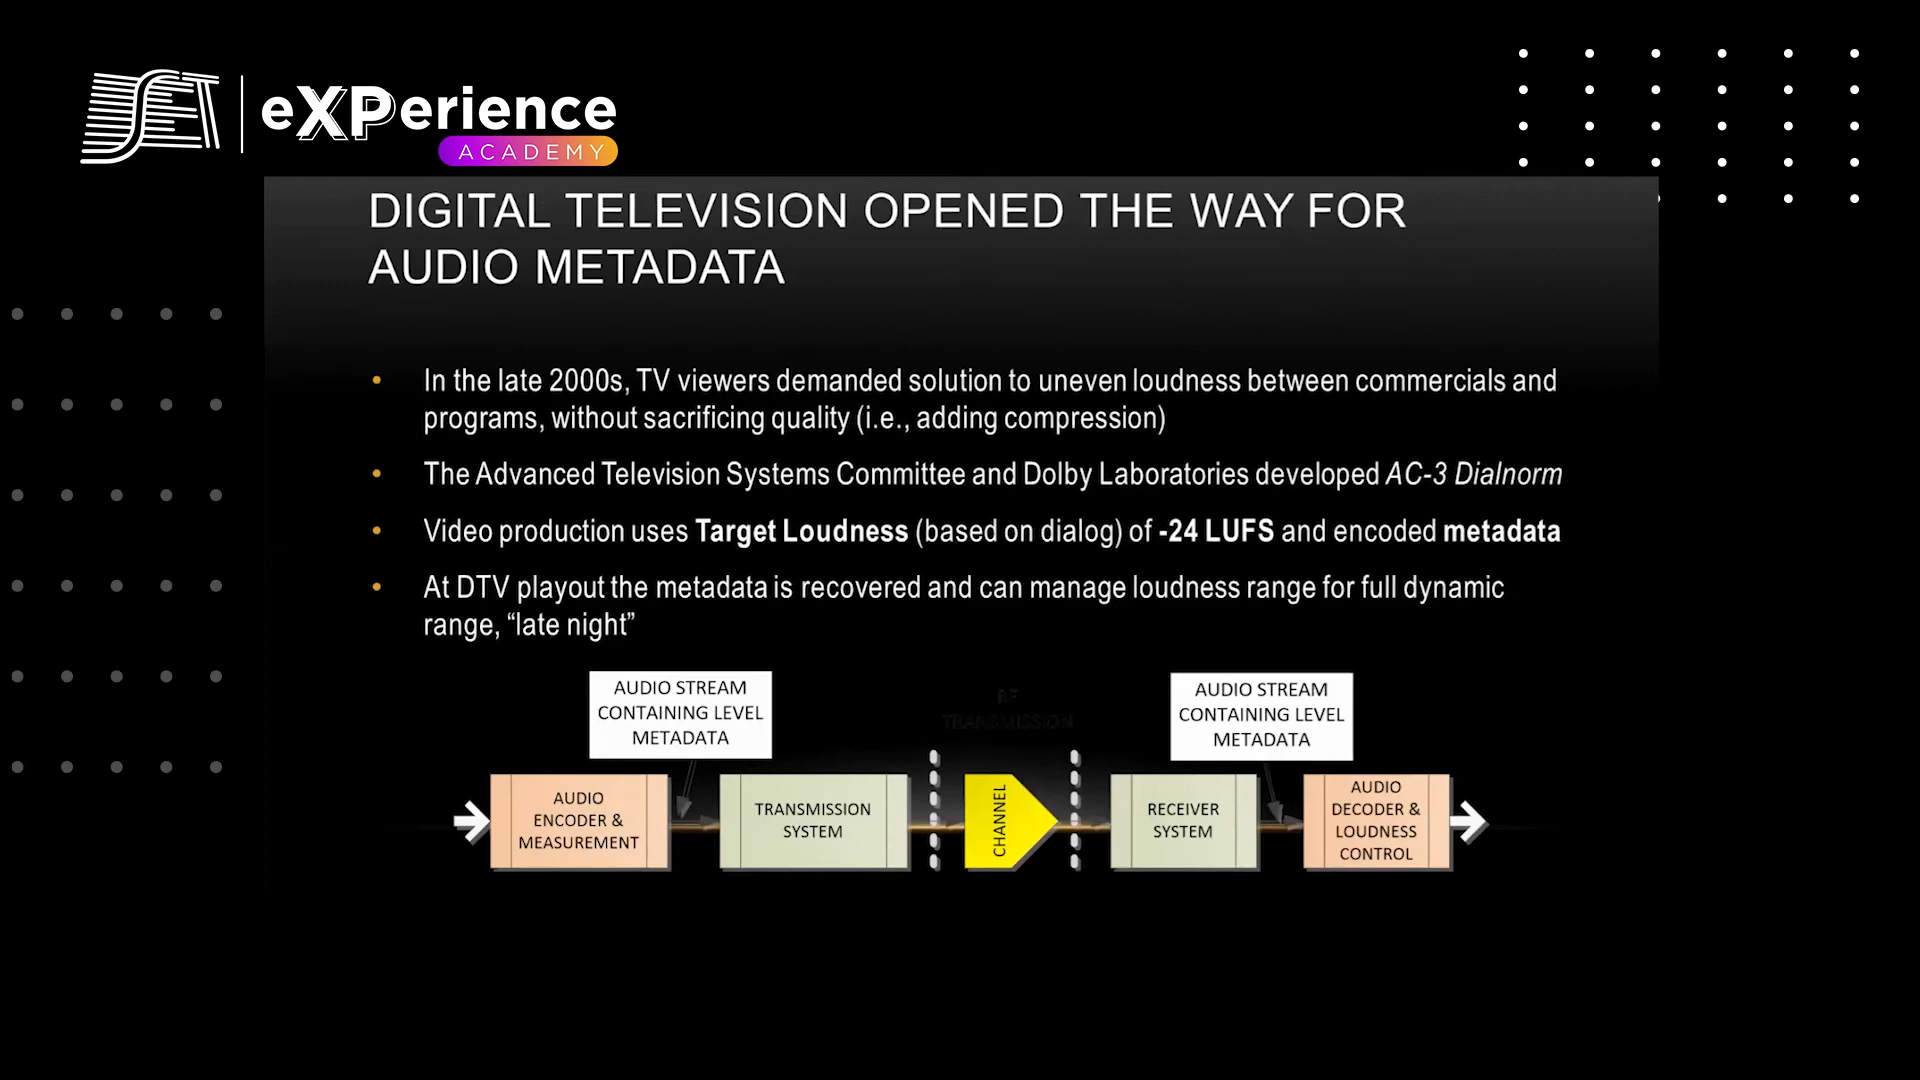 SET eXPerience
ACADEMY
DIGITAL TELEVISION OPENED THE WAY FOR
AUDIO METADATA
• In the late 2000s, TV viewers demanded solution to uneven loudness between commercials and
programs, without sacrificing quality (i.e., adding compression)
• The Advanced Television Systems Committee and Dolby Laboratories developed AC-3 Dialnorm
• Video production uses Target Loudness (based on dialog) of -24 LUFS and encoded metadata
• At DTV playout the metadata is recovered and can manage loudness range for full dynamic
range, “late night”
AUDIO STREAM
CONTAINING LEVEL
METADATA
RF
TRANSMISSION
AUDIO STREAM
CONTAINING LEVEL
METADATA
AUDIO
ENCODER &
MEASUREMENT
TRANSMISSION
SYSTEM
CHANNEL
RECEIVER
SYSTEM
AUDIO
DECODER &
LOUDNESS
CONTROL